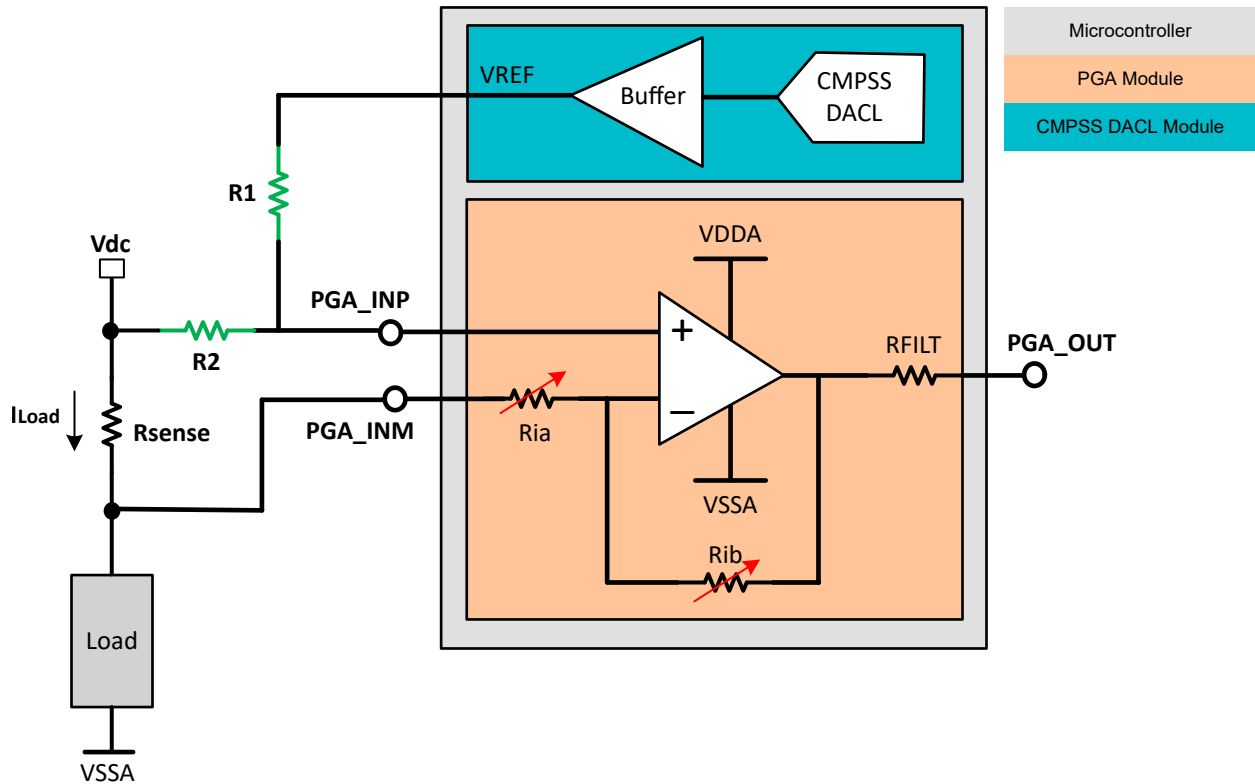 Microcontroller
PGA Module
CMPSS DACL Module
VREF
Buffer
CMPSS
DACL
R1
Vdc
R2
PGA_INP
VDDA
+
RFILT
PGA_OUT
ILoad
Rsense
PGA_INM
Ria
−
VSSA
Rib
Load
VSSA